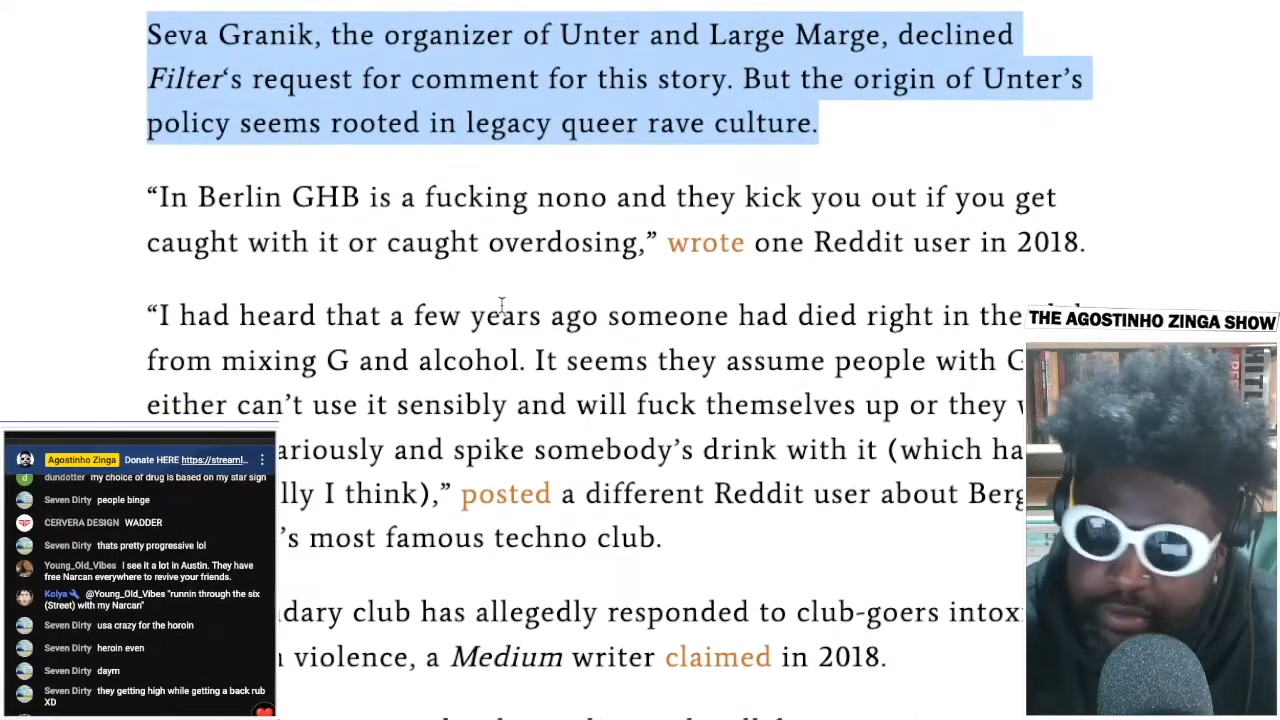 Seva Granik, the organizer of Unter and Large Marge, declined
Filter‘s request for comment for this story. But the origin of Unter’s
policy seems rooted in legacy queer rave culture.
“In Berlin GHB is a fucking nono and they kick you out if you get
caught with it or caught overdosing,” wrote one Reddit user in 2018.
“I had heard that a few years ago someone had died right in the
from mixing G and alcohol. It seems they assume people with G
either can’t use it sensibly and will fuck themselves up or they
ariously and spike somebody’s drink with it (which ha
lly I think),” posted a different Reddit user about Berg
’s most famous techno club.
dary club has allegedly responded to club-goers intox
violence, a Medium writer claimed in 2018.
THE AGOSTINHO ZINGA SHOW
Agostinho Zinga Donate HERE https://streaml...
dundotter my choice of drug is based on my star sign
Seven Dirty people binge
CERVERA DESIGN WADDER
Seven Dirty thats pretty progressive lol
Young_Old_Vibes I see it a lot in Austin. They have
free Narcan everywhere to revive your friends.
Kolya @Young_Old_Vibes "runnin through the six
(Street) with my Narcan"
Seven Dirty usa crazy for the horoin
Seven Dirty heroin even
Seven Dirty daym
Seven Dirty they getting high while getting a back rub
XD